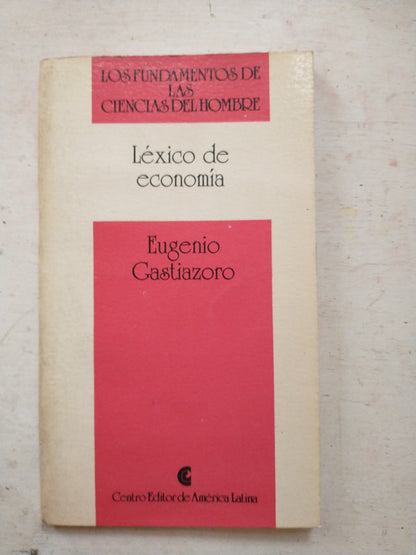 LOS FUNDAMENTOS DE
LAS
CIENCIAS DEL HOMBRE
Léxico de
economía
Eugenio
Gastiazoro
Centro Editor de América Latina